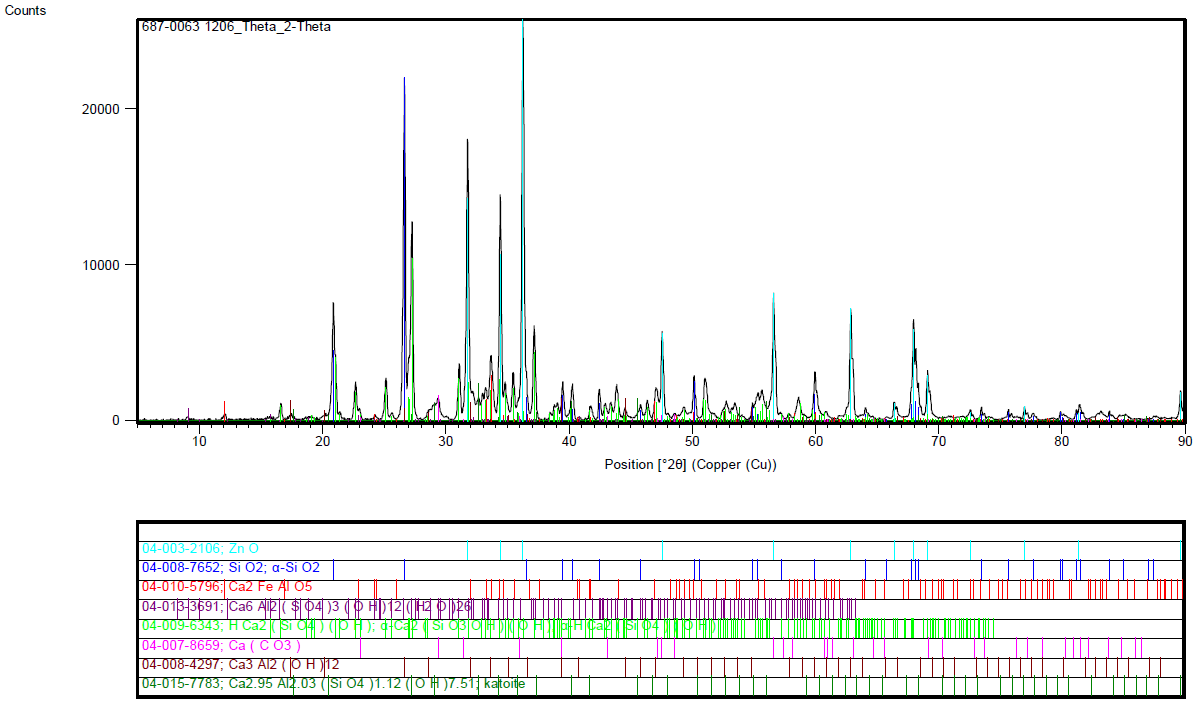 Counts
687-0063 1206_Theta_2-Theta
20000
10000
0
10 20 30 40 50 60 70 80 90
Position [°2θ] (Copper (Cu))
04-003-2106; Zn O
04-008-7652; Si O2; α-Si O2
04-010-5796; Ca2 Fe Al O5
04-013-3691; Ca6 Al2 ( S O4 )3 ( O H )12 ( H2 O )26
04-009-6343; H Ca2 ( Si O4 ) ( O H ); α-Ca2 ( Si O3 O H ) ( O H ); α-H Ca2 ( Si O4 ) ( O H )
04-007-8659; Ca ( C O3 )
04-008-4297; Ca3 Al2 ( O H )12
04-015-7783; Ca2.95 Al2.03 ( Si O4 )1.12 ( O H )7.51; katoite